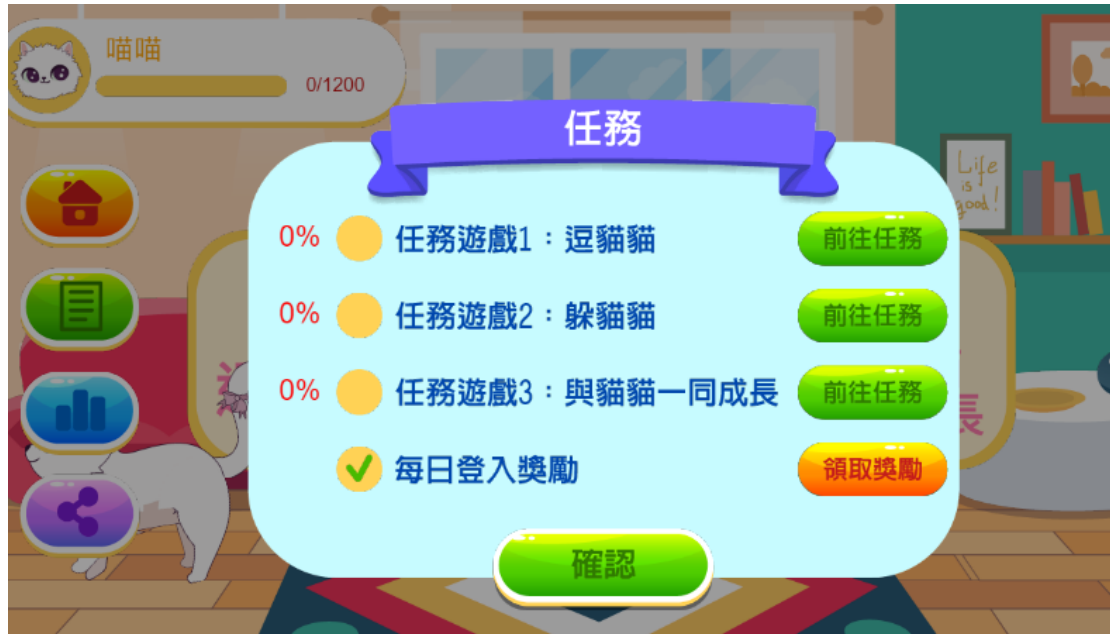 喵喵
0/1200
任務
Life
is
good!
0% 任務遊戲1：逗貓貓 前往任務
0% 任務遊戲2：躲貓貓 前往任務
0% 任務遊戲3：與貓貓一同成長 前往任務
長
每日登入獎勵 領取獎勵
確認